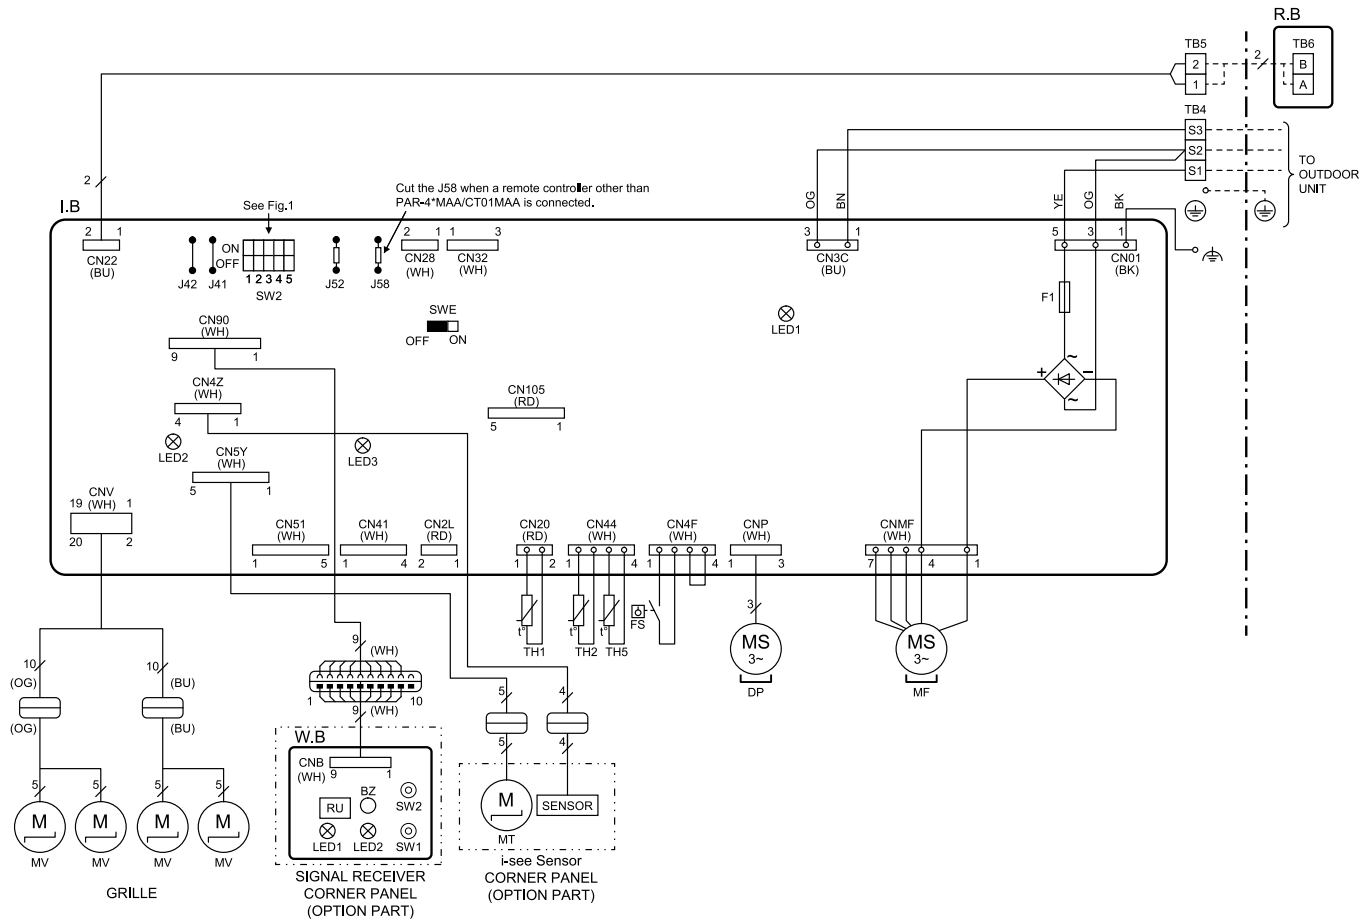 R.B
TB5
TB6
2
1
2
B
A
TB4
S3
S2
S1
TO
OUTDOOR
UNIT
2
I.B
See Fig.1
Cut the J58 when a remote controller other than
PAR-4*MAA/CT01MAA is connected.
OG
BN
YE
OG
BK
2 1
CN22
(BU)
J42
J41
ON
OFF
1 2 3 4 5
SW2
J52
J58
2 1
CN28
(WH)
1 3
CN32
(WH)
3 1
CN3C
(BU)
5 3 1
CN01
(BK)
F1
SWE
OFF
ON
LED1
CN90
(WH)
9 1
~
+
−
~
CN4Z
(WH)
4 1
CN105
(RD)
5 1
LED2
LED3
CN5Y
(WH)
5 1
CNV
(WH)
19 1
20 2
CN51
(WH)
1 5
CN41
(WH)
1 4
CN2L
(RD)
2 1
CN20
(RD)
1 2
CN44
(WH)
1 4
CN4F
(WH)
1 4
CNP
(WH)
1 3
CNMF
(WH)
7 4 1
t°
TH1
t°
TH2
t°
TH5
FS
3
MS
3~
DP
MS
3~
MF
10
(OG)
(OG)
10
(BU)
(BU)
9
(WH)
1
10
9
(WH)
5
5
4
4
W.B
CNB
(WH)
9 1
RU
BZ
SW2
LED1
LED2
SW1
M
MT
SENSOR
5
5
5
5
M
M
M
M
MV
MV
MV
MV
GRILLE
SIGNAL RECEIVER
CORNER PANEL
(OPTION PART)
i-see Sensor
CORNER PANEL
(OPTION PART)